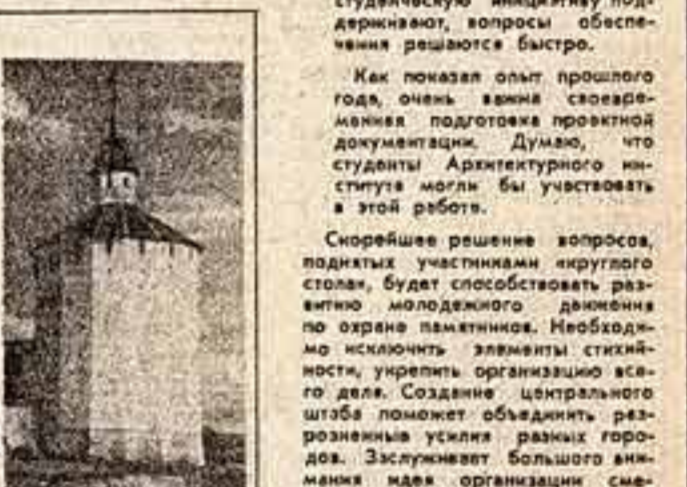 студенческую инициативу под-
держивают, вопросы обеспе-
чения решаются быстро.
Как показал опыт прошлого
года, очень важна своевре-
менная подготовка проектной
документации. Думаю, что
студенты Архитектурного ин-
ститута могли бы участвовать
в этой работе.
Скорейшее решение вопросов,
поднятых участниками «круглого
стола», будет способствовать раз-
витию молодежного движения
по охране памятников. Необходи-
мо исключить элементы стихий-
ности, укрепить организацию все-
го дела. Создание центрального
штаба поможет объединить раз-
розненные усилия разных горо-
дов. Заслуживает большого вни-
мания идея организации сме-